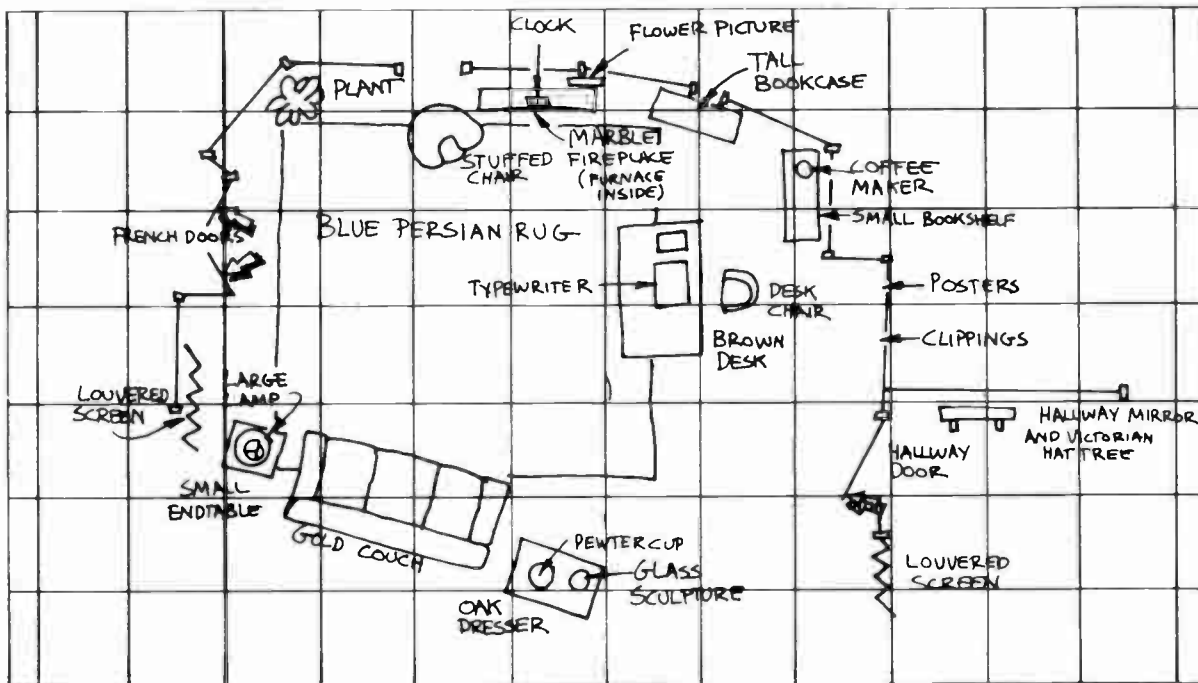 CLOCK
FLOWER PICTURE
TALL
BOOKCASE
PLANT
STUFFED
CHAIR
MARBLE
FIREPLACE
(FURNACE
INSIDE)
COFFEE
MAKER
SMALL BOOKSHELF
FRENCH DOORS
BLUE PERSIAN RUG
TYPEWRITER
DESK
CHAIR
POSTERS
BROWN
DESK
CLIPPINGS
LOUVERED
SCREEN
LARGE
LAMP
HALLWAY MIRROR
AND VICTORIAN
HAT TREE
HALLWAY
DOOR
SMALL
ENDTABLE
GOLD COUCH
PEWTER CUP
GLASS
SCULPTURE
OAK
DRESSER
LOUVERED
SCREEN